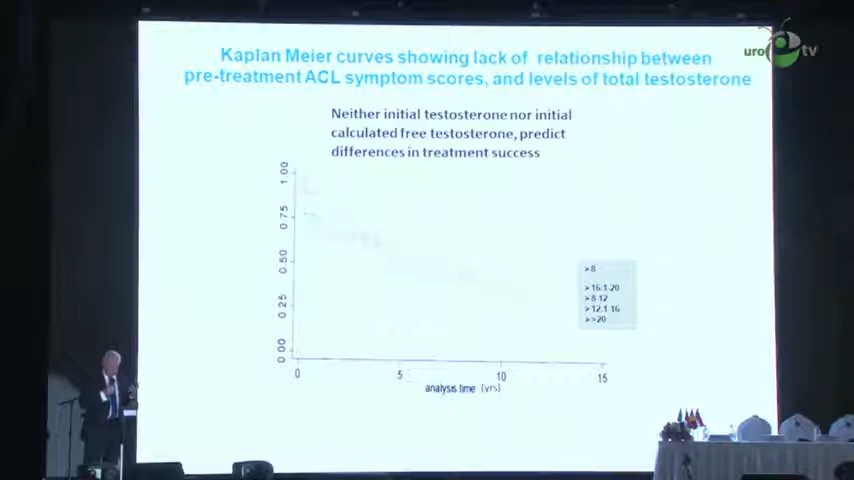 uro tv
Kaplan Meier curves showing lack of relationship between
pre-treatment ACL symptom scores, and levels of total testosterone
Neither initial testosterone nor initial
calculated free testosterone, predict
differences in treatment success
1.00
0.75
0.50
0.25
0.00
0
5
10
15
analysis time (yrs)
>8
>16.1-20
>8-12
>12.1-16
>>20